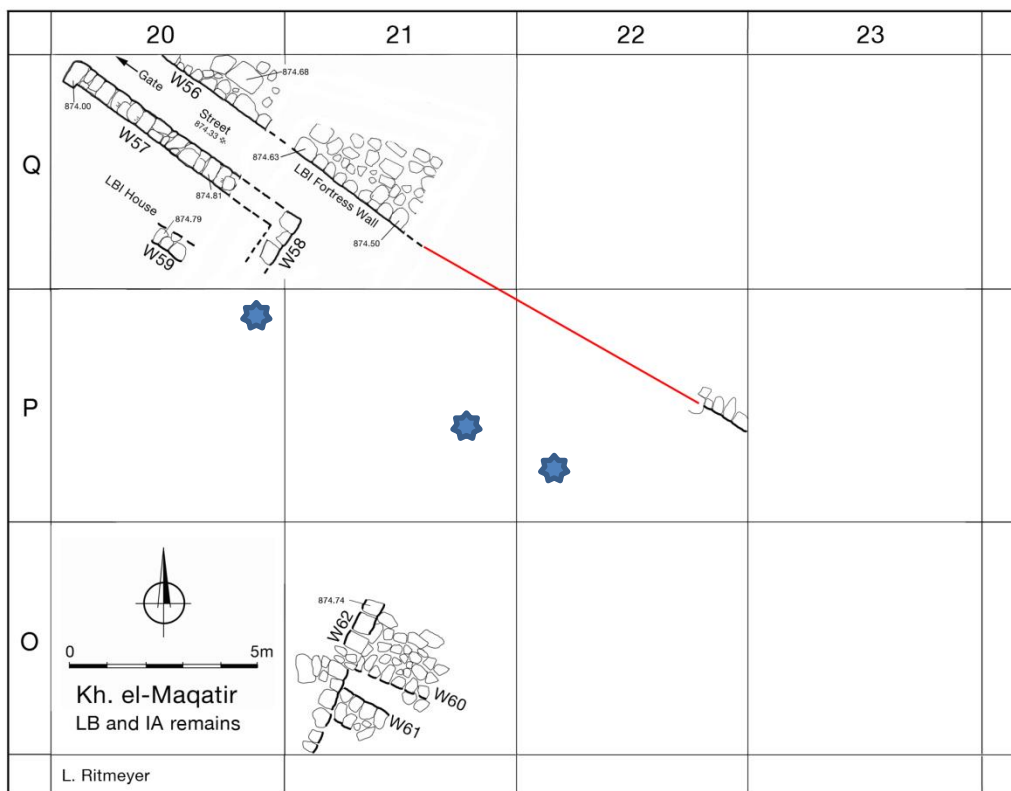 20
21
22
23
Q
P
O
Gate
W56
874.68
874.00
Street
874.33
W57
874.63
LBI Fortress Wall
874.81
LBI House
874.79
874.50
W58
W59
0
5m
Kh. el-Maqatir
LB and IA remains
874.74
W62
W60
W61
L. Ritmeyer